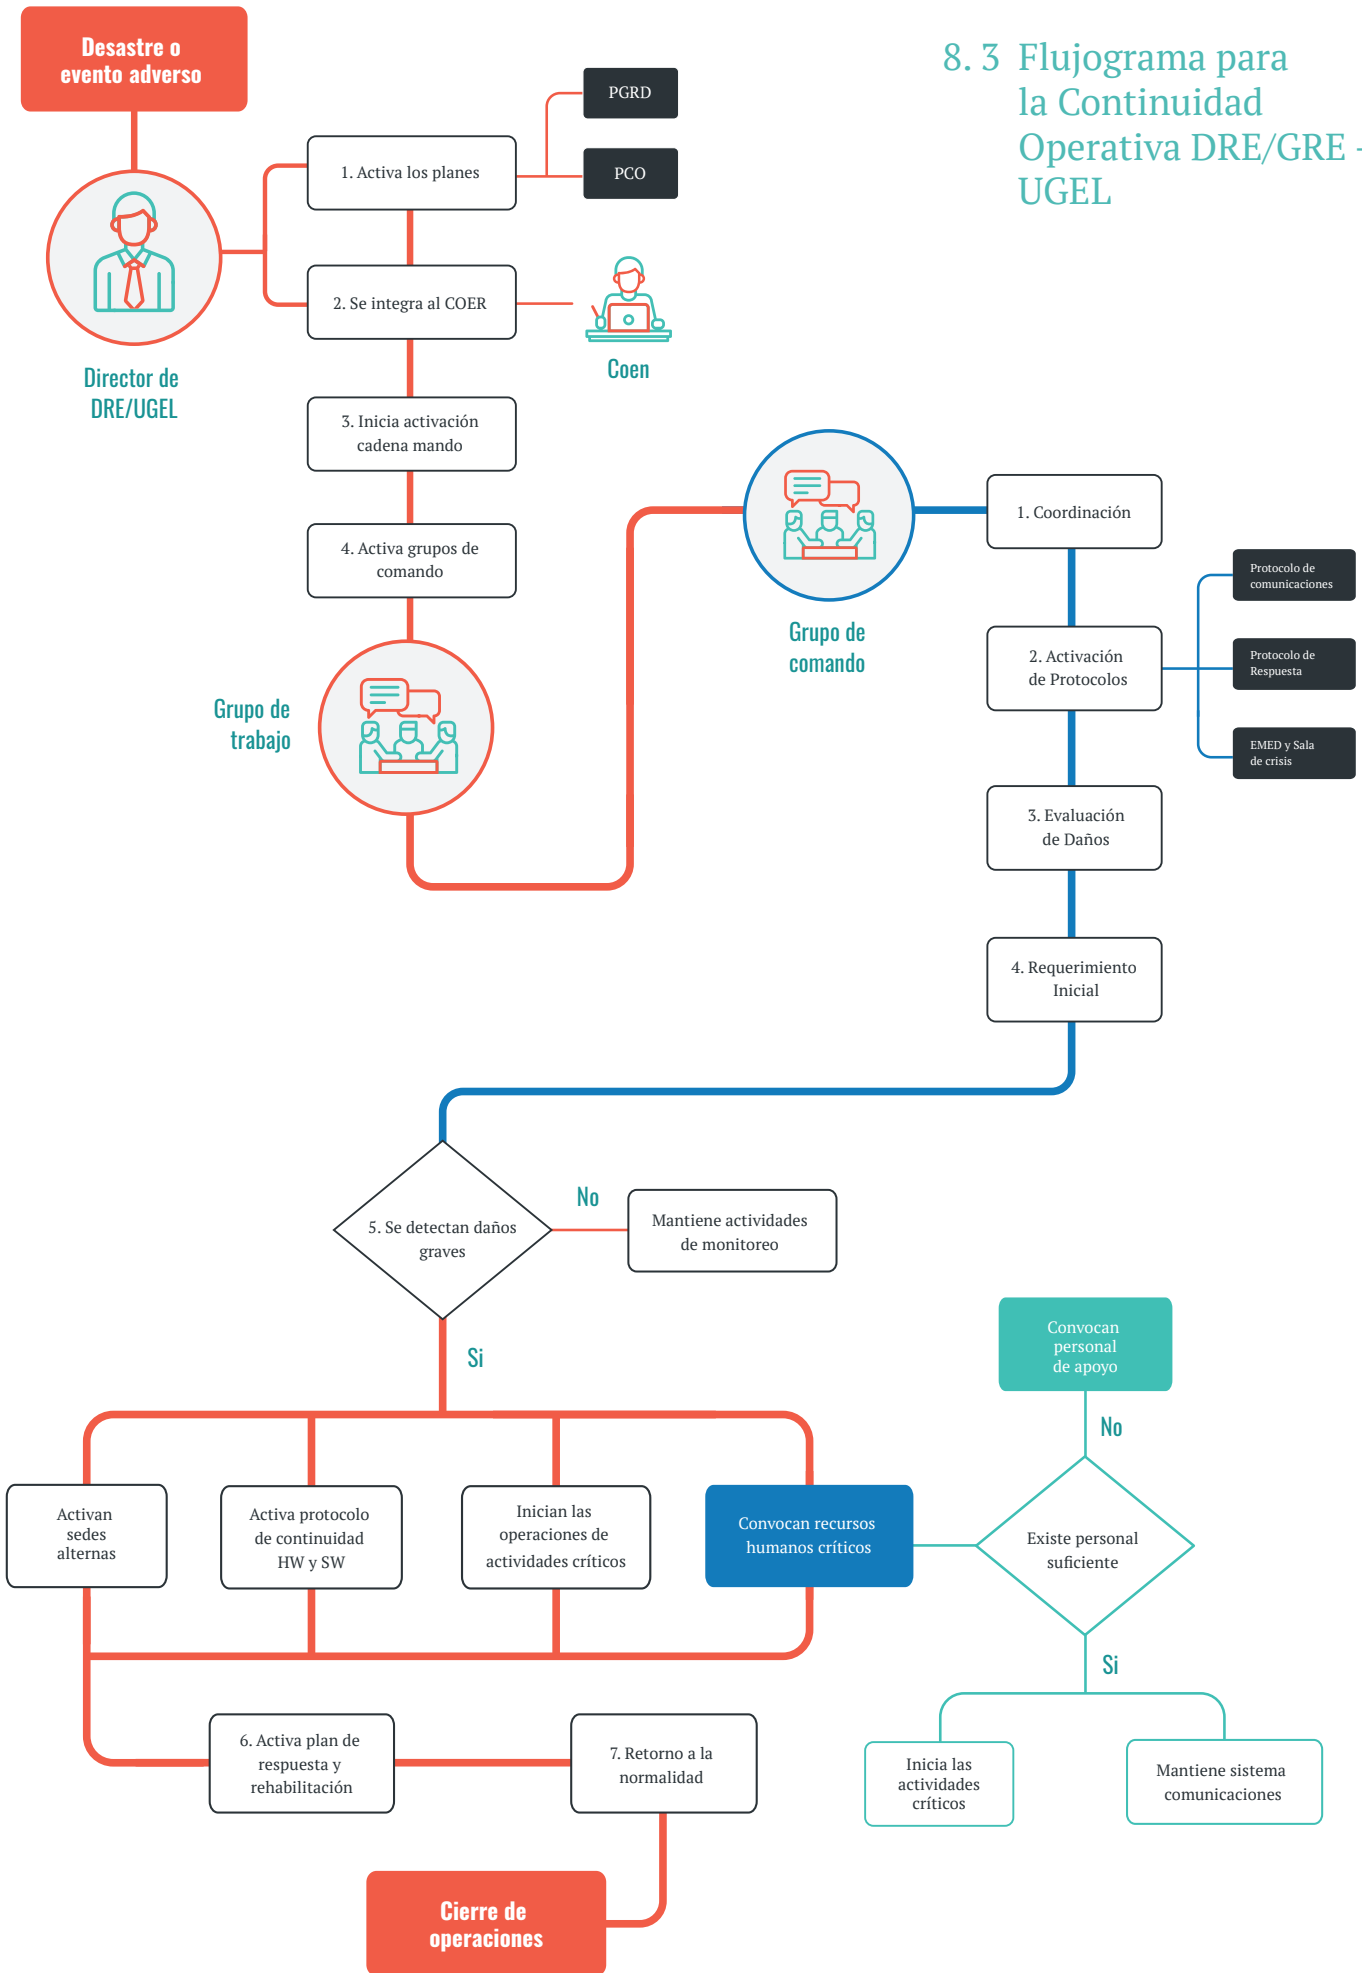 8. 3 Flujograma para
la Continuidad
Operativa DRE/GRE -
UGEL
Desastre o
evento adverso
PGRD
1. Activa los planes
PCO
2. Se integra al COER
Coen
Director de
DRE/UGEL
3. Inicia activación
cadena mando
4. Activa grupos de
comando
Grupo de
trabajo
Grupo de
comando
1. Coordinación
2. Activación
de Protocolos
Protocolo de
comunicaciones
Protocolo de
Respuesta
EMED y Sala
de crisis
3. Evaluación
de Daños
4. Requerimiento
Inicial
5. Se detectan daños
graves
No
Mantiene actividades
de monitoreo
Si
Activan
sedes
alternas
Activa protocolo
de continuidad
HW y SW
Inician las
operaciones de
actividades críticos
Convocan recursos
humanos críticos
Convocan
personal
de apoyo
No
Existe personal
suficiente
Si
Inicia las
actividades
críticos
Mantiene sistema
comunicaciones
6. Activa plan de
respuesta y
rehabilitación
7. Retorno a la
normalidad
Cierre de
operaciones